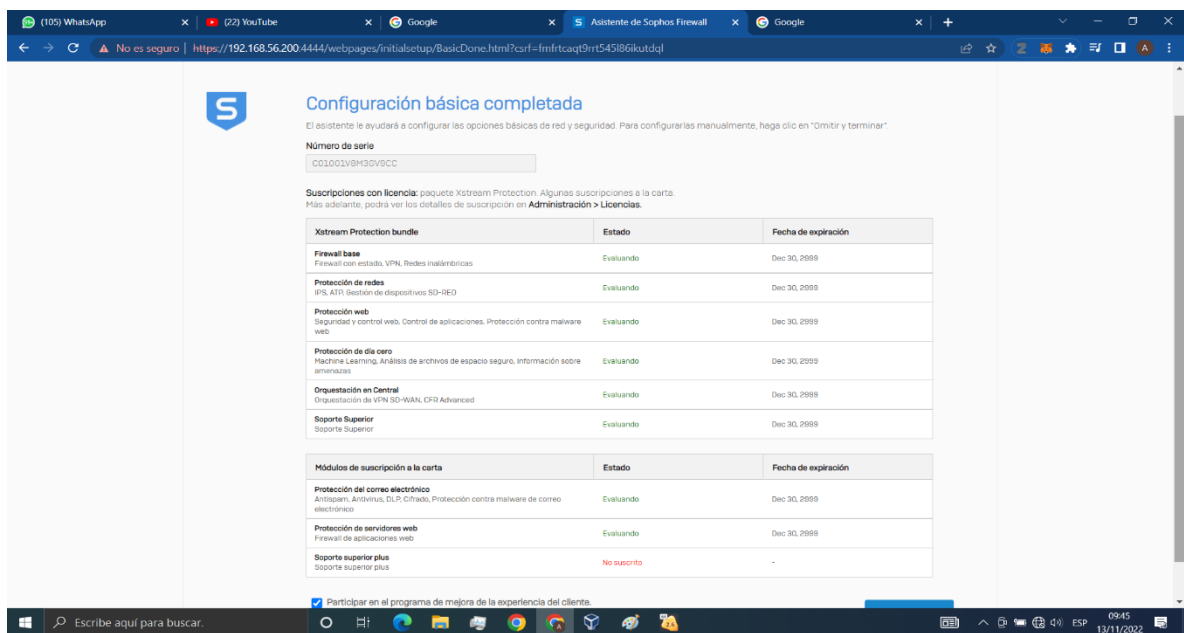 (105) WhatsApp
(22) YouTube
Google
Asistente de Sophos Firewall
Google
No es seguro | https://192.168.56.200:4444/webpages/initialsetup/BasicDone.html?csrf=fmfrtcaqt9rrt545l86ikutdql
Configuración básica completada
El asistente le ayudará a configurar las opciones básicas de red y seguridad. Para configurarlas manualmente, haga clic en "Omitir y terminar".
Número de serie
C01001V8M3GV9CC
Suscripciones con licencia: paquete Xstream Protection. Algunas suscripciones a la carta.
Más adelante, podrá ver los detalles de suscripción en Administración > Licencias.
Xstream Protection bundle Estado Fecha de expiración
Firewall base
Firewall con estado, VPN, Redes inalámbricas Evaluando Dec 30, 2999
Protección de redes
IPS, ATP, Gestión de dispositivos SD-RED Evaluando Dec 30, 2999
Protección web
Seguridad y control web, Control de aplicaciones, Protección contra malware
web Evaluando Dec 30, 2999
Protección de día cero
Machine Learning, Análisis de archivos de espacio seguro, Información sobre
amenazas Evaluando Dec 30, 2999
Orquestación en Central
Orquestación de VPN SD-WAN, CFR Advanced Evaluando Dec 30, 2999
Soporte Superior
Soporte Superior Evaluando Dec 30, 2999
Módulos de suscripción a la carta Estado Fecha de expiración
Protección del correo electrónico
Antispam, Antivirus, DLP, Cifrado, Protección contra malware de correo
electrónico Evaluando Dec 30, 2999
Protección de servidores web
Firewall de aplicaciones web Evaluando Dec 30, 2999
Soporte superior plus
Soporte superior plus No suscrito -
Participar en el programa de mejora de la experiencia del cliente.
Escribe aquí para buscar.
ESP
09:45
13/11/2022